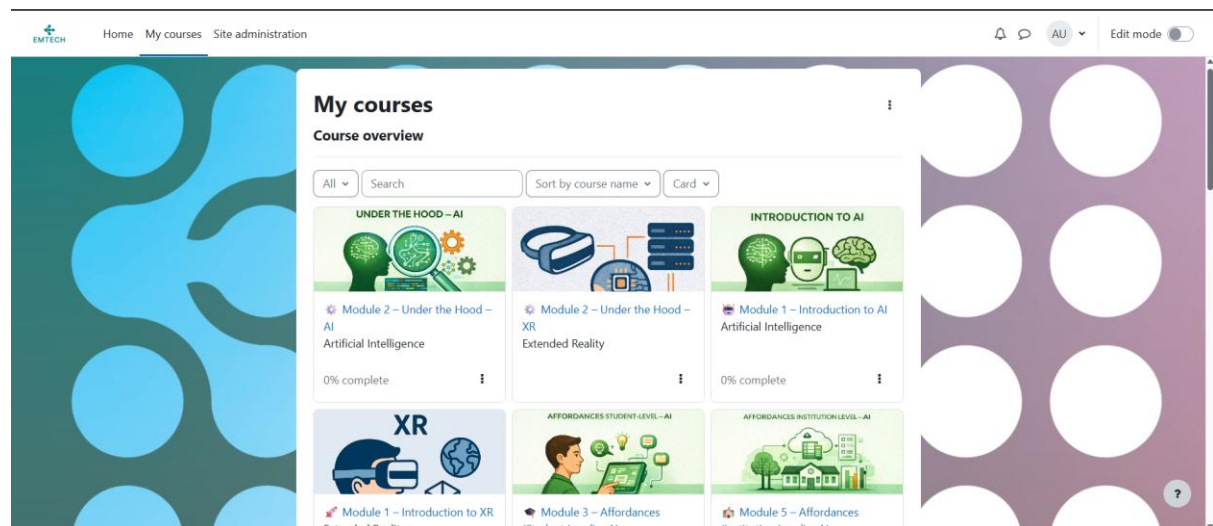 EMTECH
Home My courses Site administration
AU
Edit mode
My courses
Course overview
All
Search
Sort by course name
Card
UNDER THE HOOD – AI
Module 2 – Under the Hood –
AI
Artificial Intelligence
0% complete
Module 2 – Under the Hood –
XR
Extended Reality
INTRODUCTION TO AI
Module 1 – Introduction to AI
Artificial Intelligence
0% complete
XR
Module 1 – Introduction to XR
AFFORDANCES STUDENT-LEVEL – AI
Module 3 – Affordances
AFFORDANCES INSTITUTION LEVEL – AI
Module 5 – Affordances
?